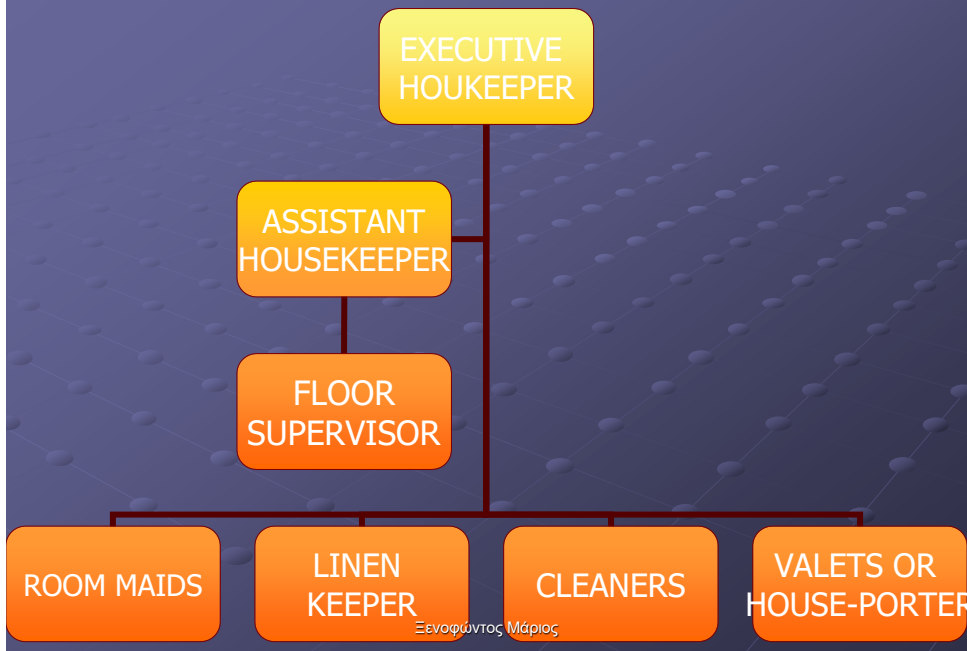 EXECUTIVE
HOUKEEPER
ASSISTANT
HOUSEKEEPER
FLOOR
SUPERVISOR
ROOM MAIDS
LINEN
KEEPER
CLEANERS
VALETS OR
HOUSE-PORTER
Ξενοφώντος Μάριος